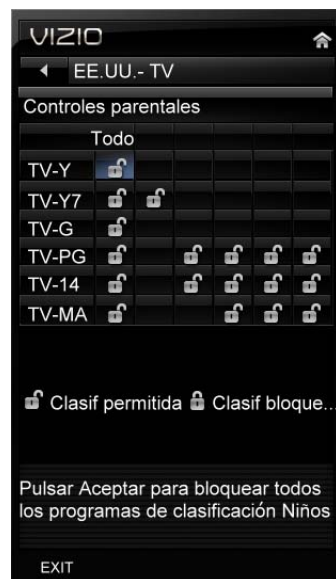 VIZIO
EE.UU.- TV
Controles parentales
Todo
TV-Y
TV-Y7
TV-G
TV-PG
TV-14
TV-MA
Clasif permitida Clasif bloque...
Pulsar Aceptar para bloquear todos
los programas de clasificación Niños
EXIT